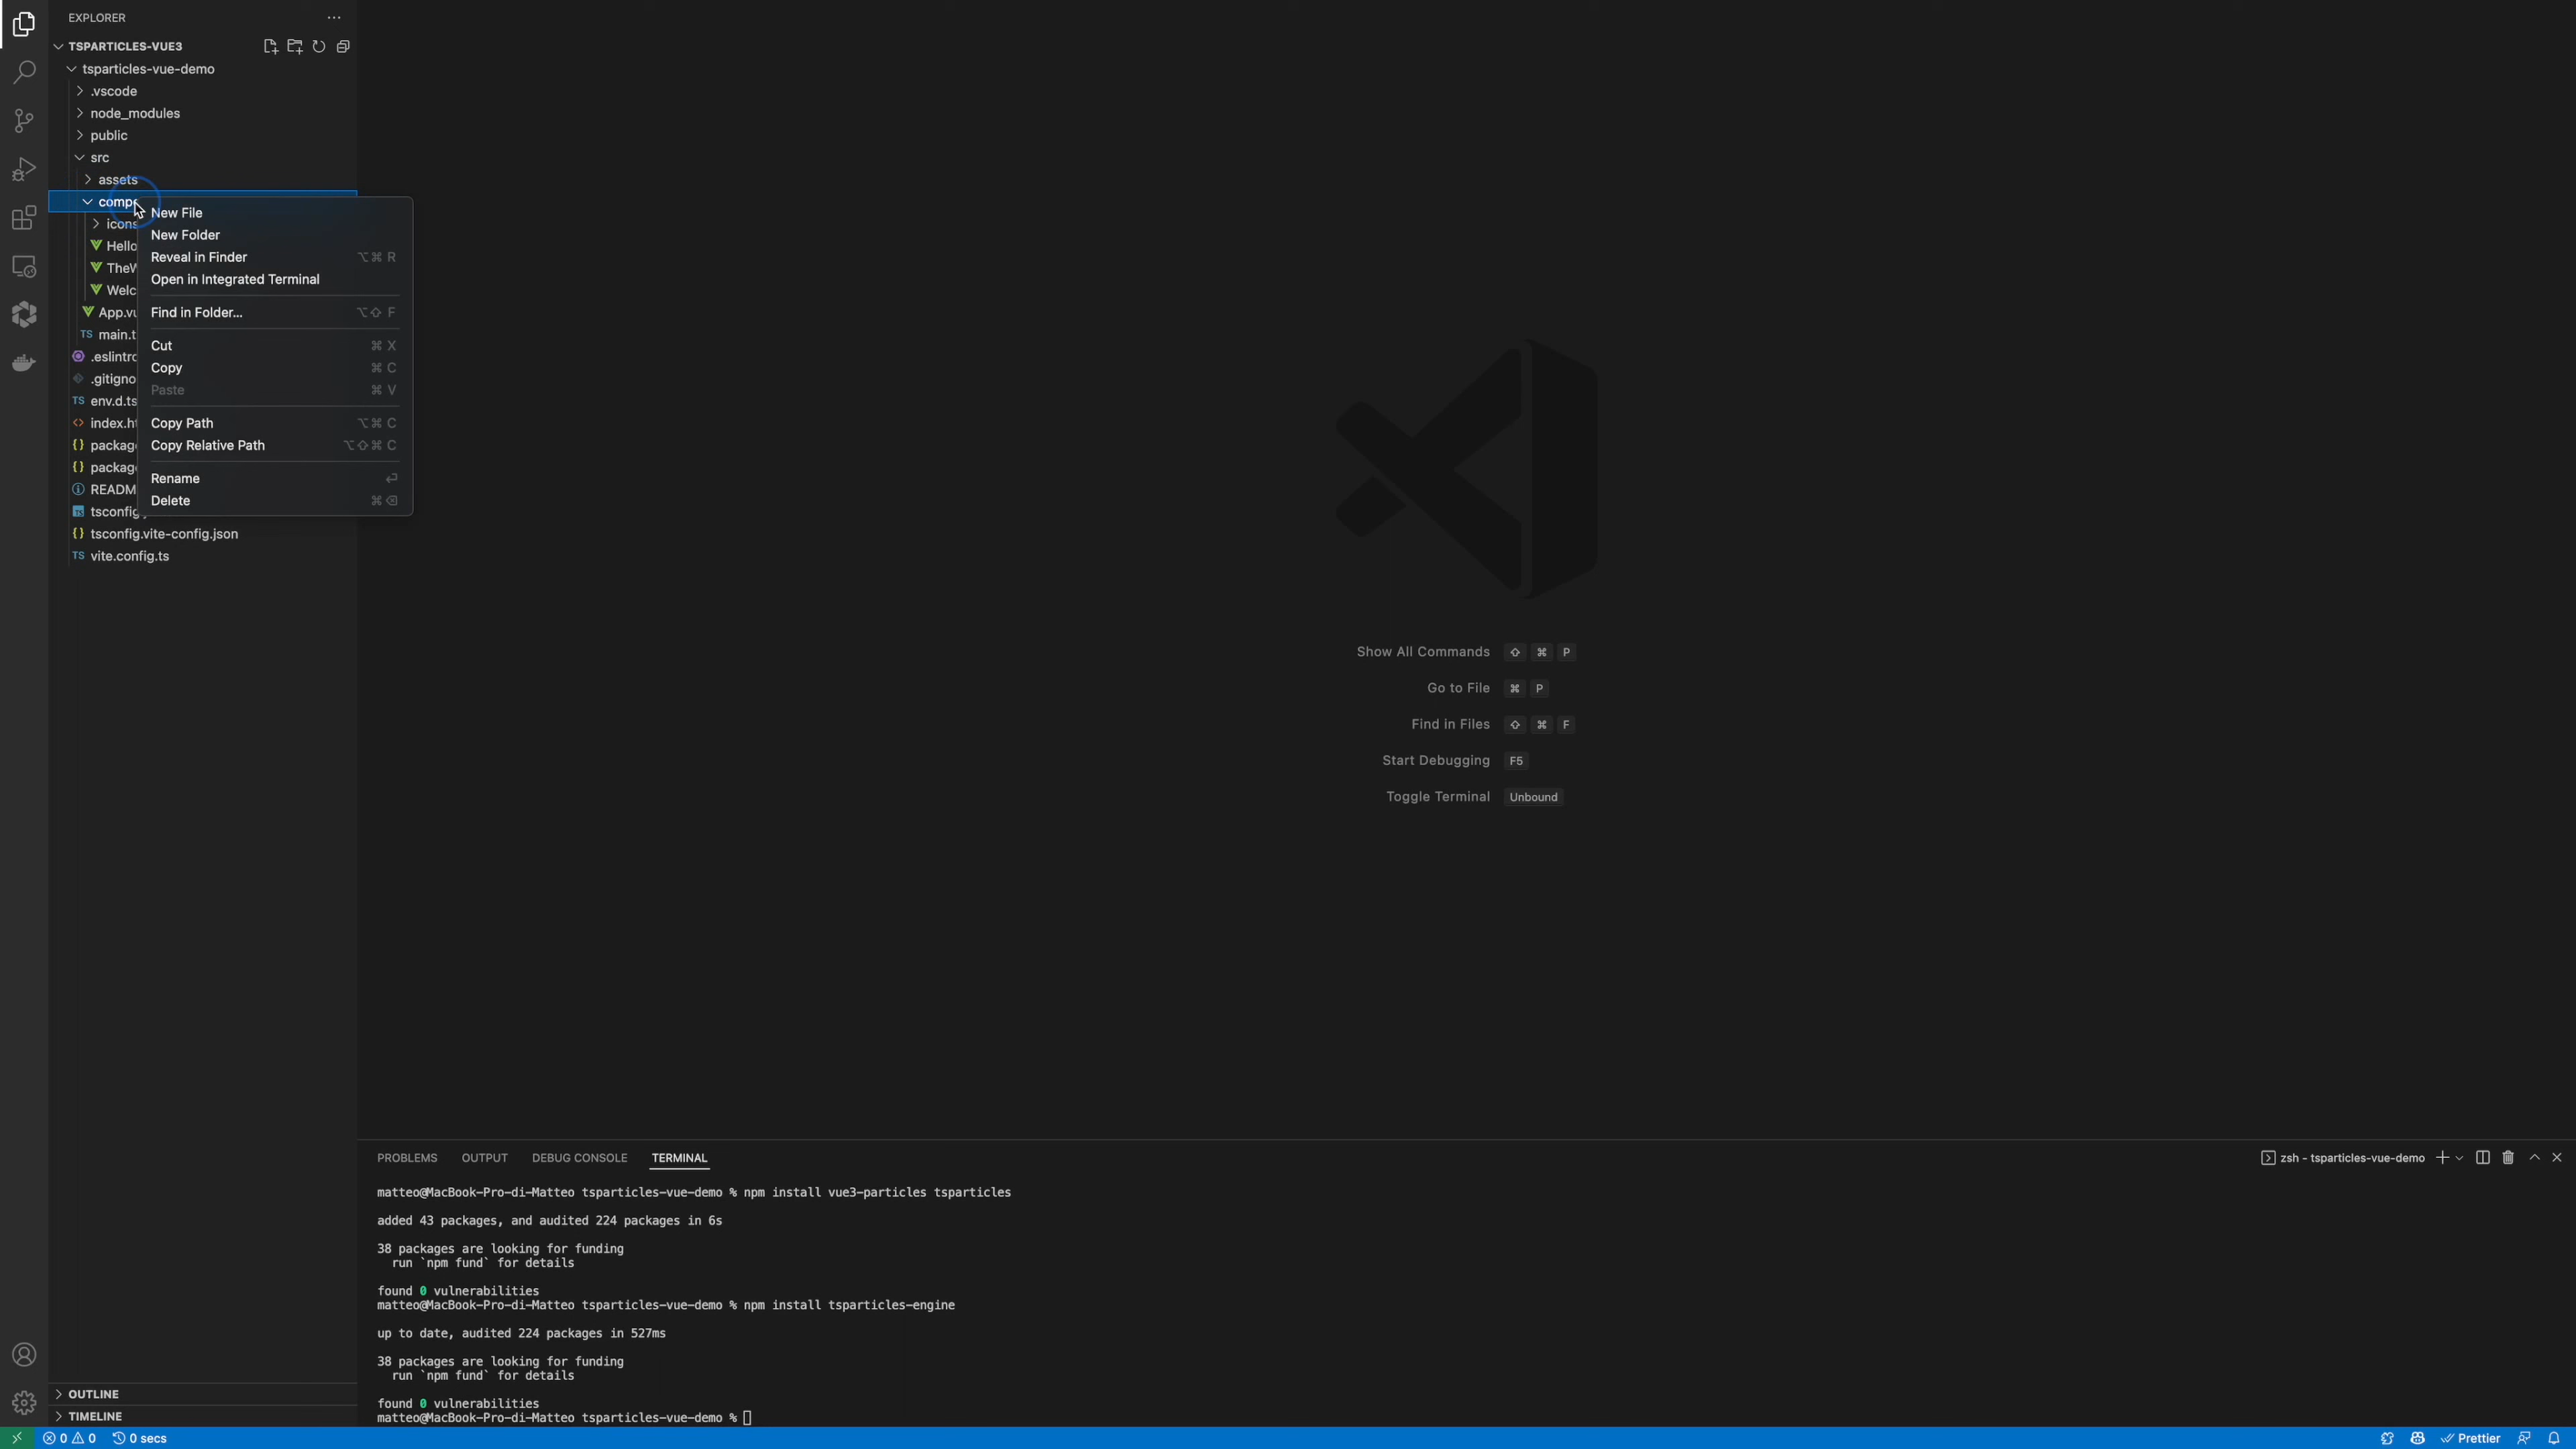 EXPLORER
TSPARTICLES-VUE3
tsparticles-vue-demo
.vscode
node_modules
public
src
assets
compo
icons
Hello
TheW
Welc
App.vu
main.t
.eslintrc
.gitigno
env.d.ts
index.ht
packag
packag
READM
tsconfig
tsconfig.vite-config.json
vite.config.ts
New File
New Folder
Reveal in Finder ⌥⌘ R
Open in Integrated Terminal
Find in Folder... ⌥⇧ F
Cut ⌘ X
Copy ⌘ C
Paste ⌘ V
Copy Path ⌥⌘ C
Copy Relative Path ⌥⇧⌘ C
Rename ⏎
Delete ⌘⌫
Show All Commands ⇧ ⌘ P
Go to File ⌘ P
Find in Files ⇧ ⌘ F
Start Debugging F5
Toggle Terminal Unbound
PROBLEMS OUTPUT DEBUG CONSOLE TERMINAL
zsh - tsparticles-vue-demo
matteo@MacBook-Pro-di-Matteo tsparticles-vue-demo % npm install vue3-particles tsparticles
added 43 packages, and audited 224 packages in 6s
38 packages are looking for funding
run `npm fund` for details
found 0 vulnerabilities
matteo@MacBook-Pro-di-Matteo tsparticles-vue-demo % npm install tsparticles-engine
up to date, audited 224 packages in 527ms
38 packages are looking for funding
run `npm fund` for details
found 0 vulnerabilities
matteo@MacBook-Pro-di-Matteo tsparticles-vue-demo %
OUTLINE
TIMELINE
0 0 0 secs
Prettier